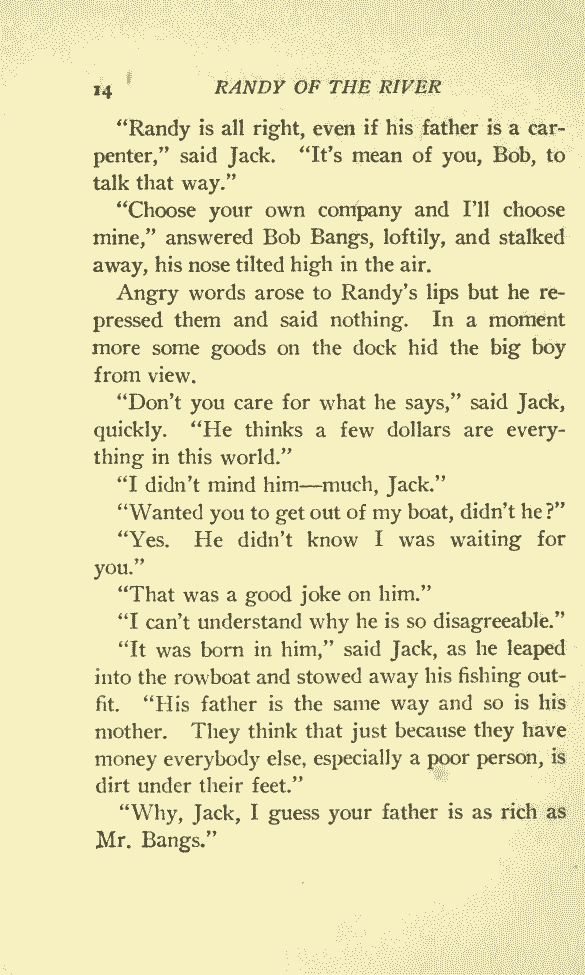 14 RANDY OF THE RIVER
“Randy is all right, even if his father is a car-
penter,” said Jack. “It's mean of you, Bob, to
talk that way.”
“Choose your own company and I'll choose
mine,” answered Bob Bangs, loftily, and stalked
away, his nose tilted high in the air.
Angry words arose to Randy's lips but he re-
pressed them and said nothing. In a moment
more some goods on the dock hid the big boy
from view.
“Don't you care for what he says,” said Jack,
quickly. “He thinks a few dollars are every-
thing in this world.”
“I didn't mind him—much, Jack.”
“Wanted you to get out of my boat, didn't he?”
“Yes. He didn't know I was waiting for
you.”
“That was a good joke on him.”
“I can't understand why he is so disagreeable.”
“It was born in him,” said Jack, as he leaped
into the rowboat and stowed away his fishing out-
fit. “His father is the same way and so is his
mother. They think that just because they have
money everybody else, especially a poor person, is
dirt under their feet.”
“Why, Jack, I guess your father is as rich as
Mr. Bangs.”